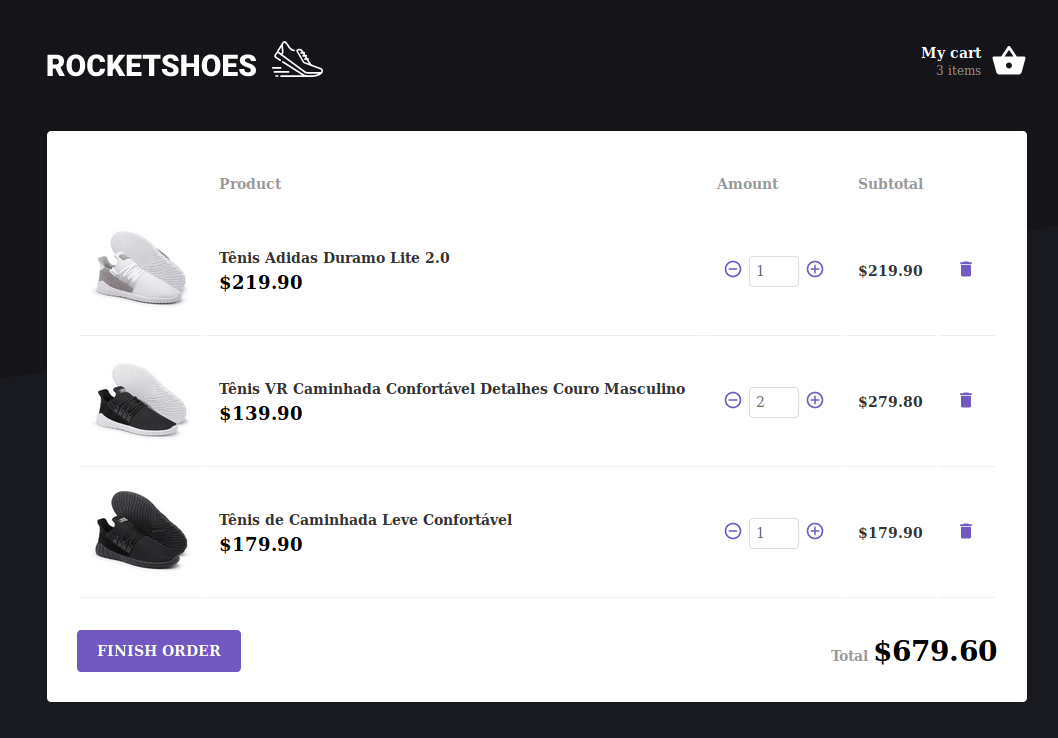 ROCKETSHOES
My cart
3 items
Product Amount Subtotal
Tênis Adidas Duramo Lite 2.0
$219.90
1
$219.90
Tênis VR Caminhada Confortável Detalhes Couro Masculino
$139.90
2
$279.80
Tênis de Caminhada Leve Confortável
$179.90
1
$179.90
FINISH ORDER
Total $679.60